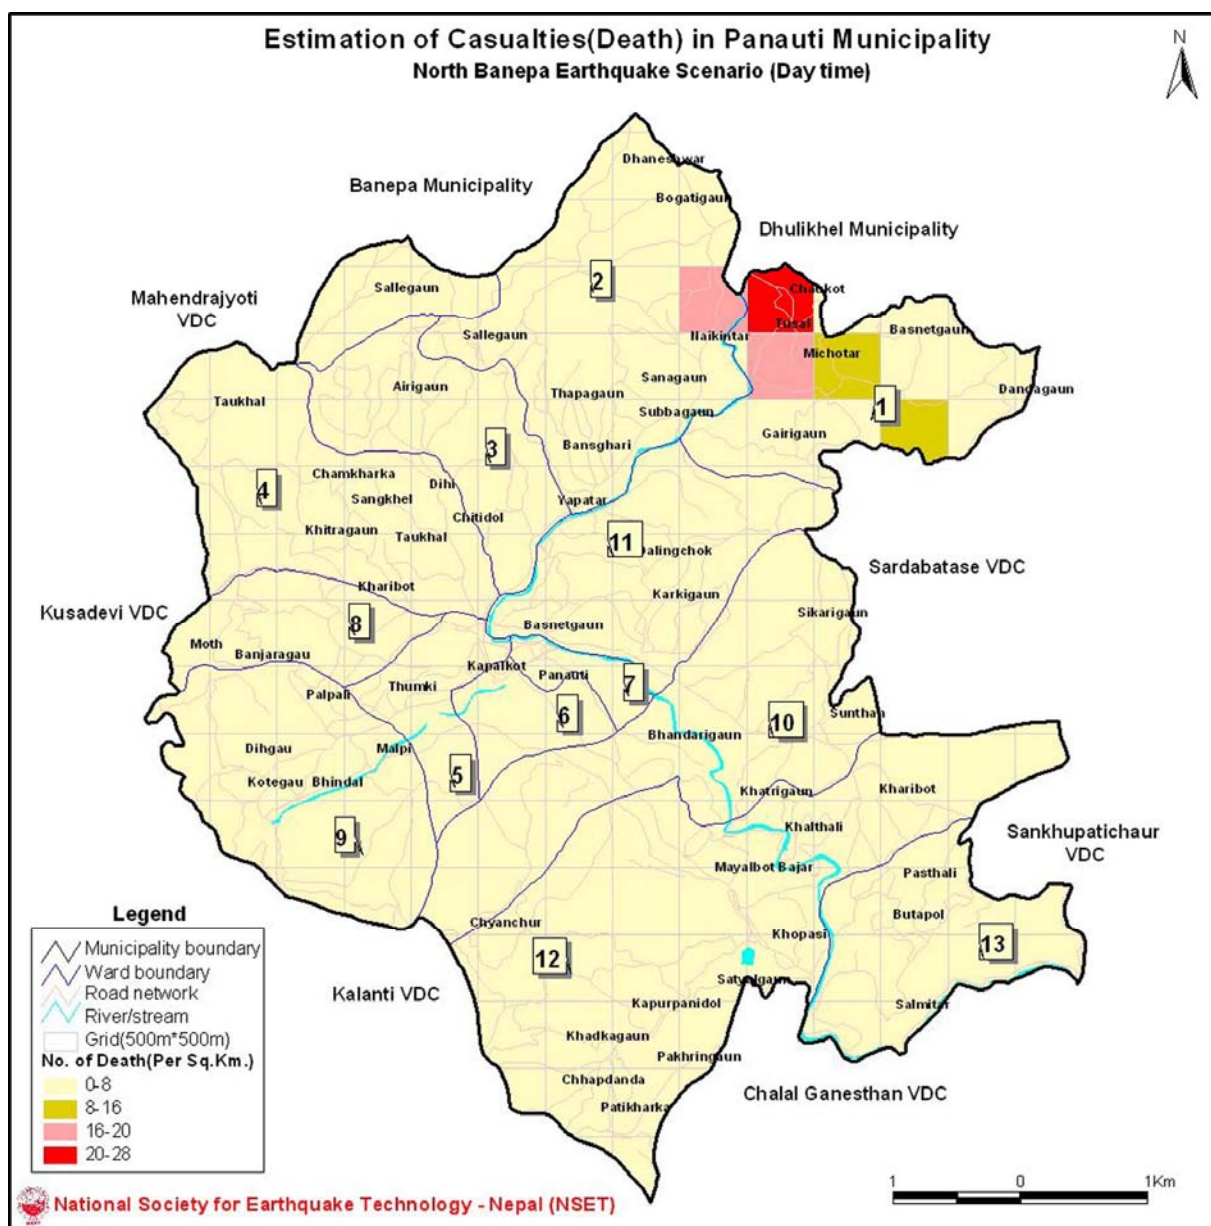 Estimation of Casualties(Death) in Panauti Municipality
North Banepa Earthquake Scenario (Day time)
N
Dhaneshwar
Banepa Municipality
Bogatigaun
Dhulikhel Municipality
2
Sallegaun
Chaukot
Mahendrajyoti
VDC
Tusal
Basnetgaun
Sallegaun
Naikintar
Michotar
Sanagaun
Airigaun
Thapagaun
Dandagaun
Taukhal
Subbagaun
1
Gairigaun
3
Bansghari
Chamkharka
Dihi
4
Sangkhel
Yapatar
Chitidol
Khitragaun
Taukhal
11
Dalingchok
Sardabatase VDC
Kharibot
Karkigaun
Kusadevi VDC
Sikarigaun
8
Basnetgaun
Moth
Banjaragau
Kapalkot
Panauti
7
Palpali
Thumki
6
10
Sunthan
Bhandarigaun
Dihgau
Malpi
5
Kotegau
Bhindal
Khatrigaun
Kharibot
9
Khalthali
Sankhupatichaur
VDC
Mayalbot Bajar
Pasthali
Legend
Chyanchur
Butapol
Khopasi
13
Municipality boundary
12
Ward boundary
Satyalgaun
Road network
Kalanti VDC
Kapurpanidol
Salmitar
River/stream
Grid(500m*500m)
Khadkagaun
No. of Death(Per Sq.Km.)
Pakhringaun
0-8
Chhapdanda
Chalal Ganesthan VDC
8-16
Patikharka
16-20
20-28
1 0 1Km
National Society for Earthquake Technology - Nepal (NSET)